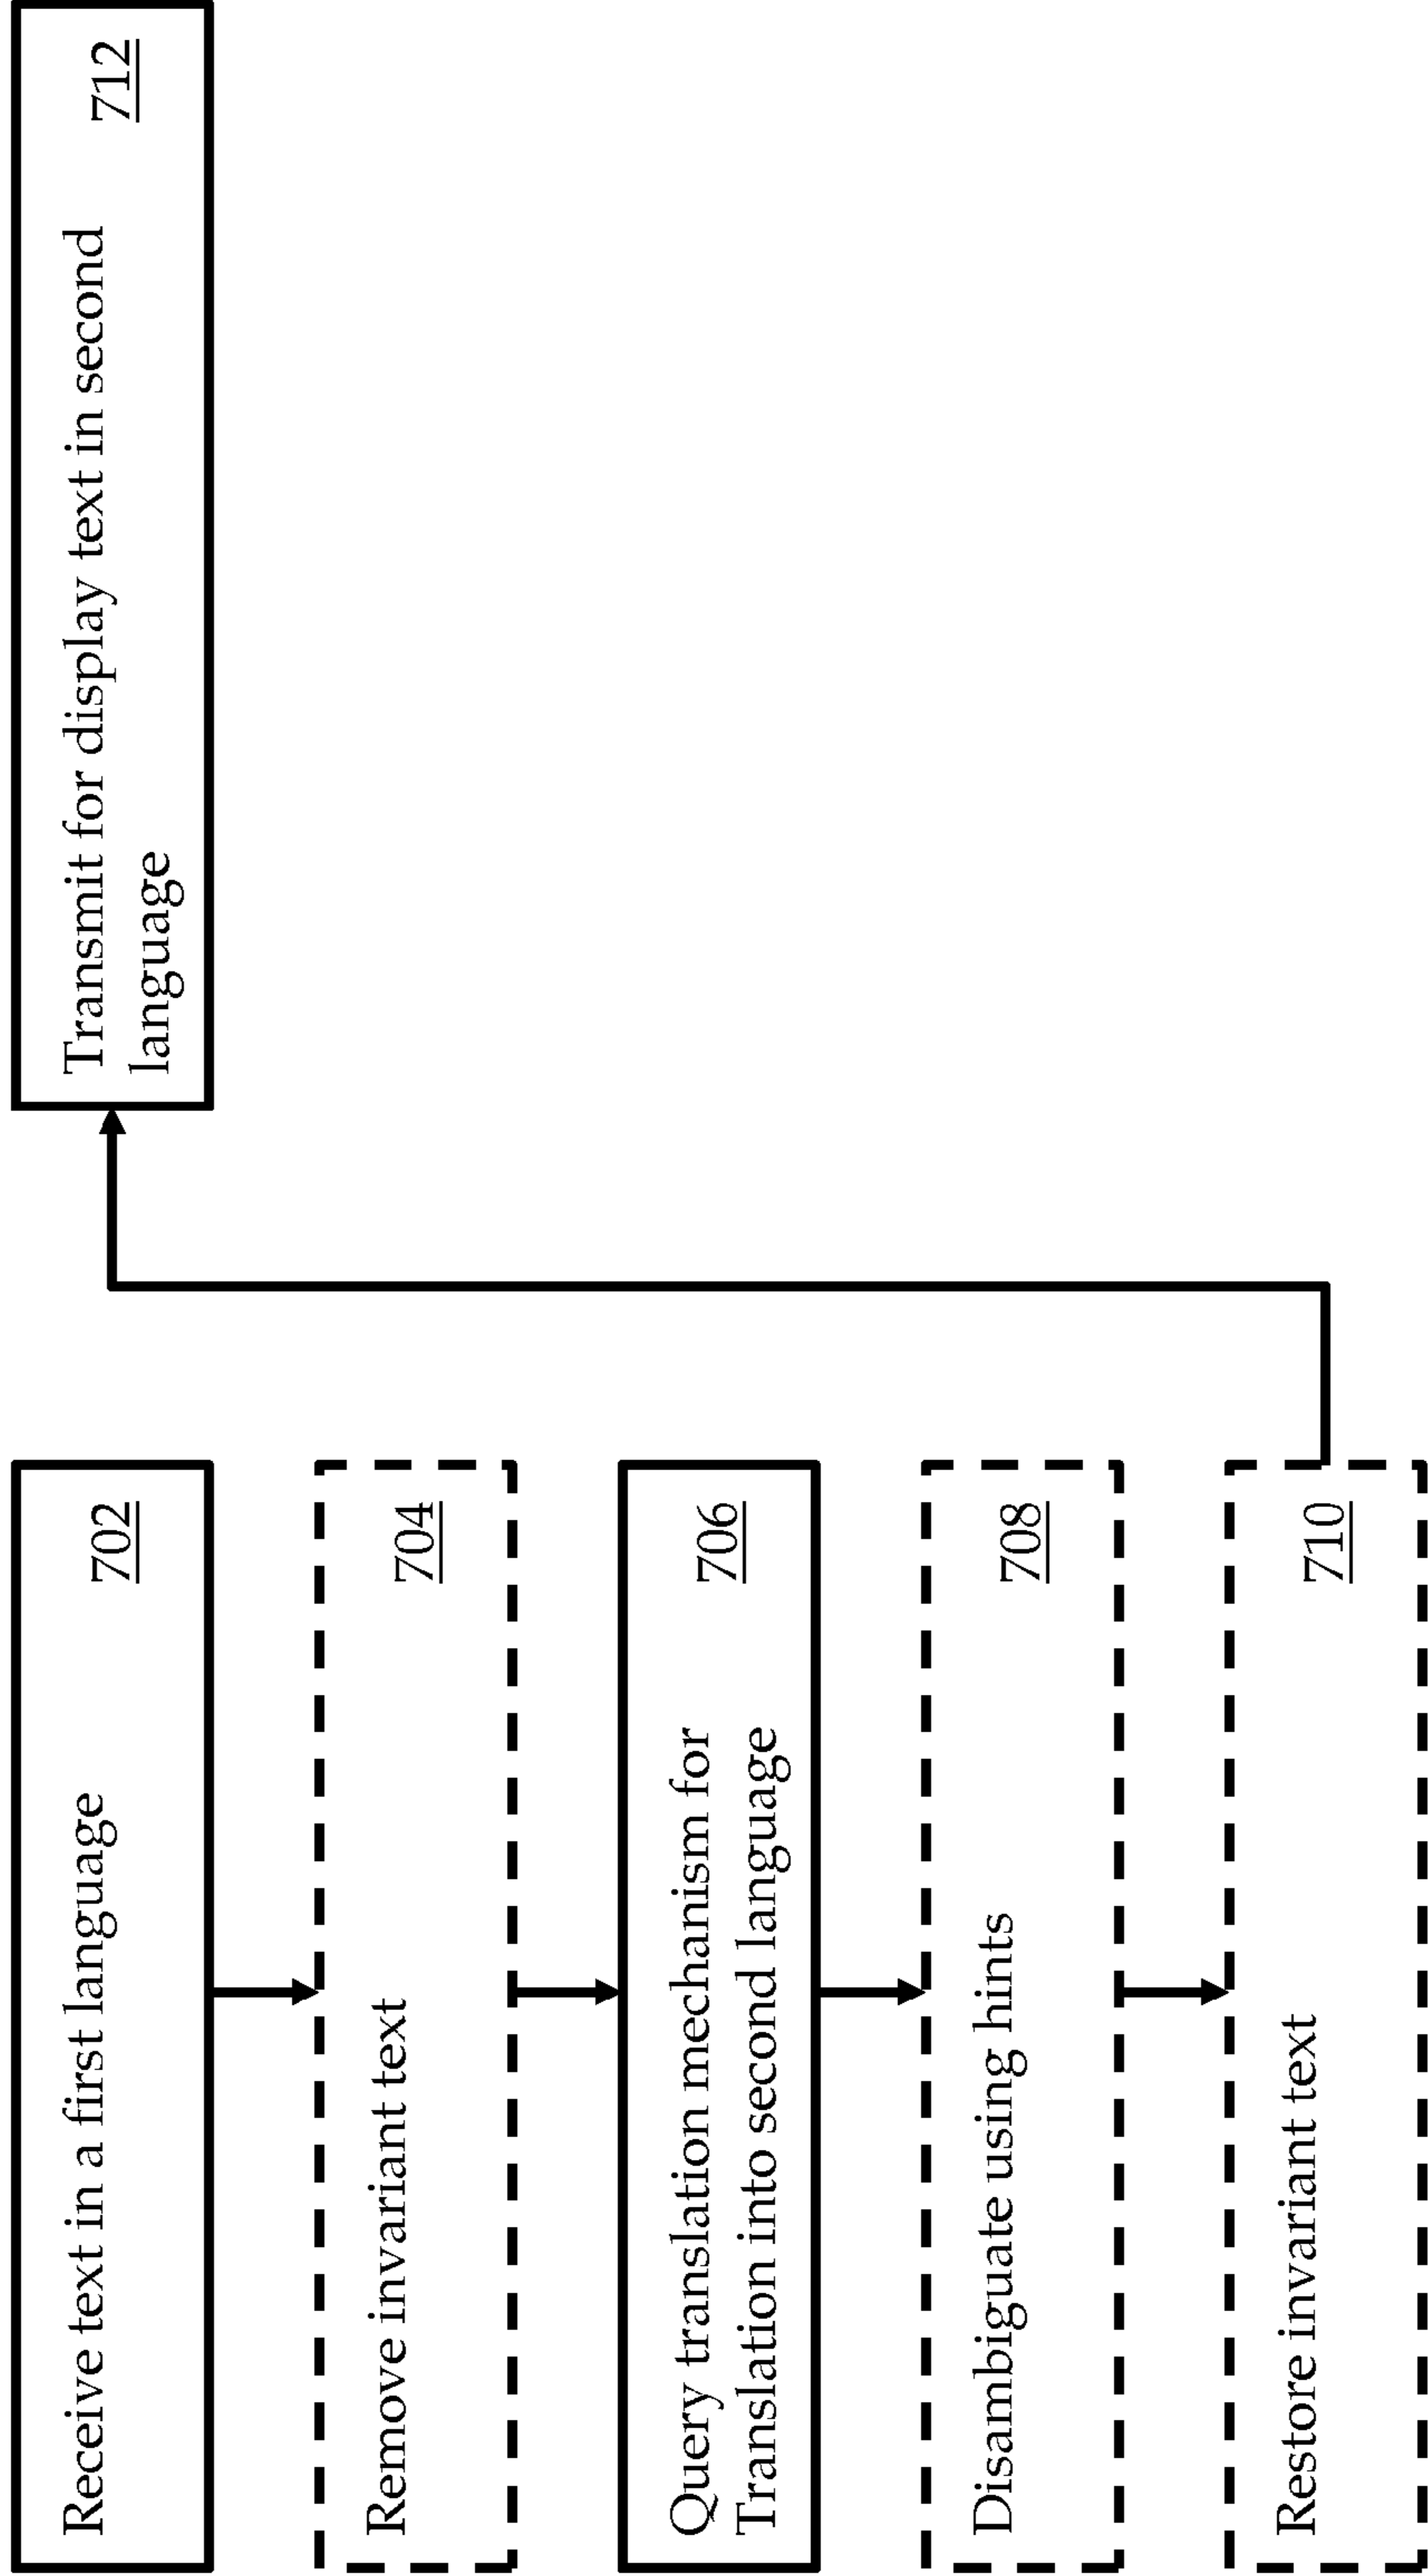 Receive text in a first language 702
Remove invariant text 704
Query translation mechanism for
Translation into second language 706
Disambiguate using hints 708
Restore invariant text 710
Transmit for display text in second
language 712